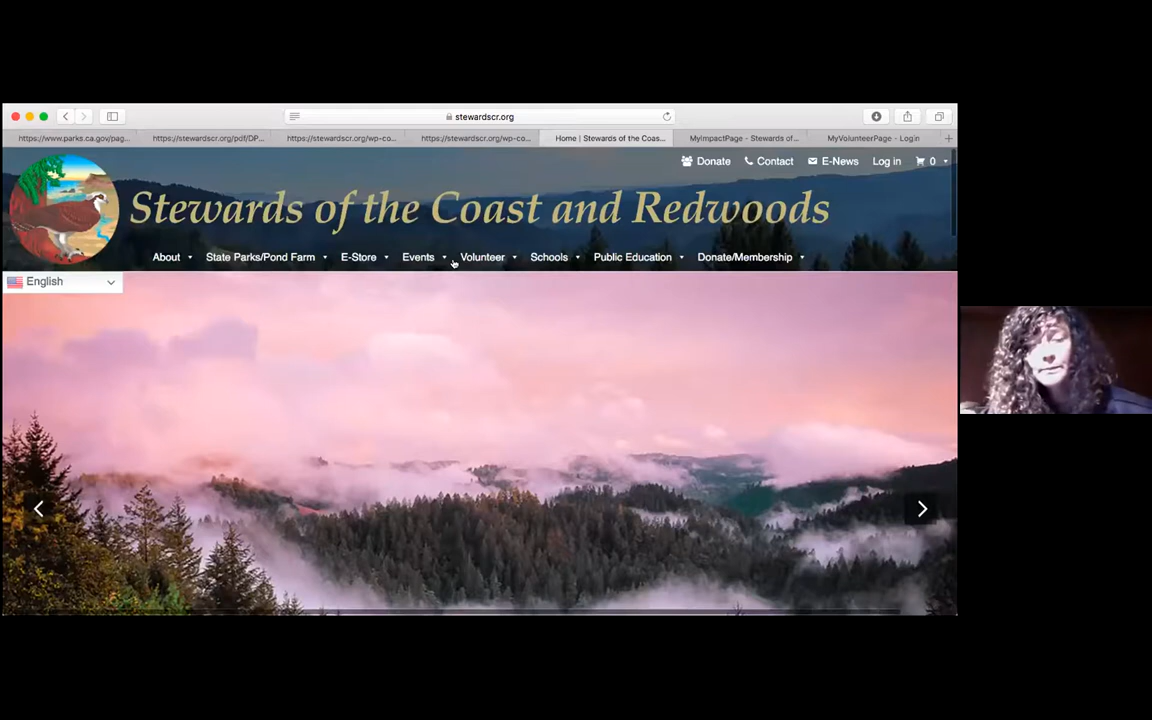 stewardscr.org
https://www.parks.ca.gov/pag...
https://stewardscr.org/pdf/DP...
https://stewardscr.org/wp-co...
https://stewardscr.org/wp-co...
Home | Stewards of the Coas...
MyImpactPage - Stewards of...
MyVolunteerPage - Login
Donate
Contact
E-News
Log in
0
Stewards of the Coast and Redwoods
About
State Parks/Pond Farm
E-Store
Events
Volunteer
Schools
Public Education
Donate/Membership
English